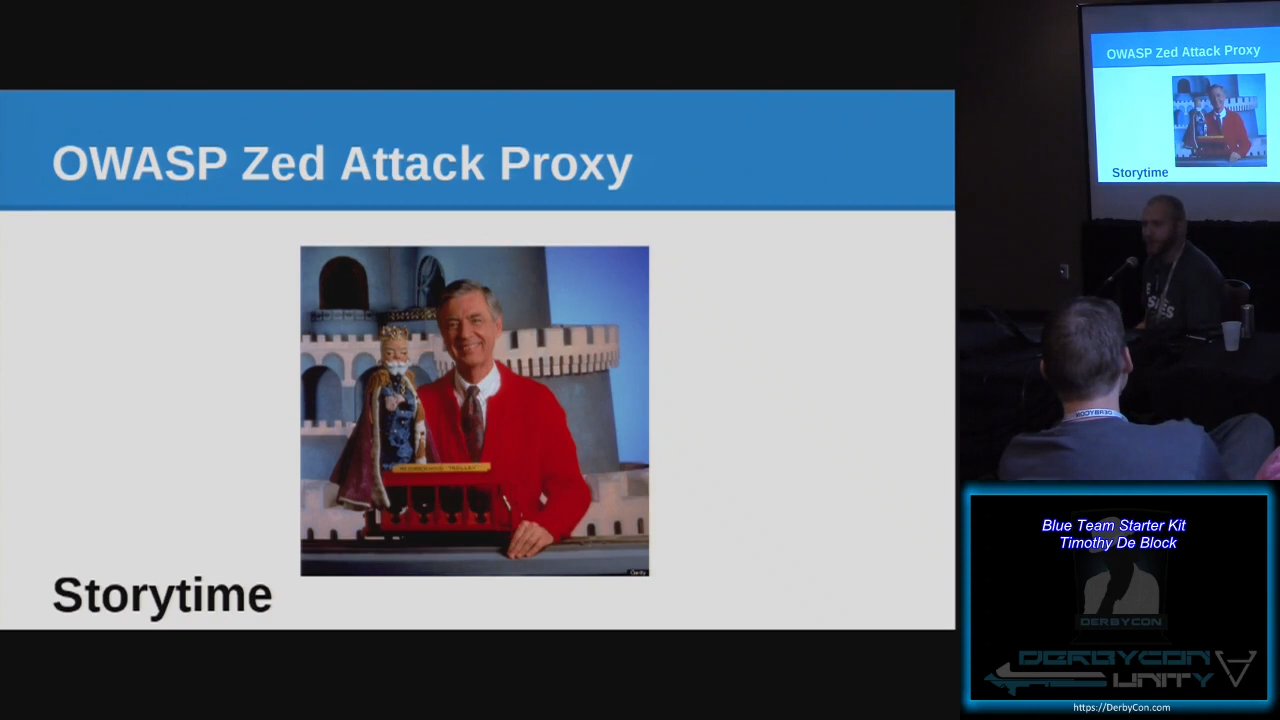 OWASP Zed Attack Proxy
Storytime
OWASP Zed Attack Proxy
Storytime
Blue Team Starter Kit
Timothy De Block
DERBYCON
DERBYCON
UNITY
https://DerbyCon.com